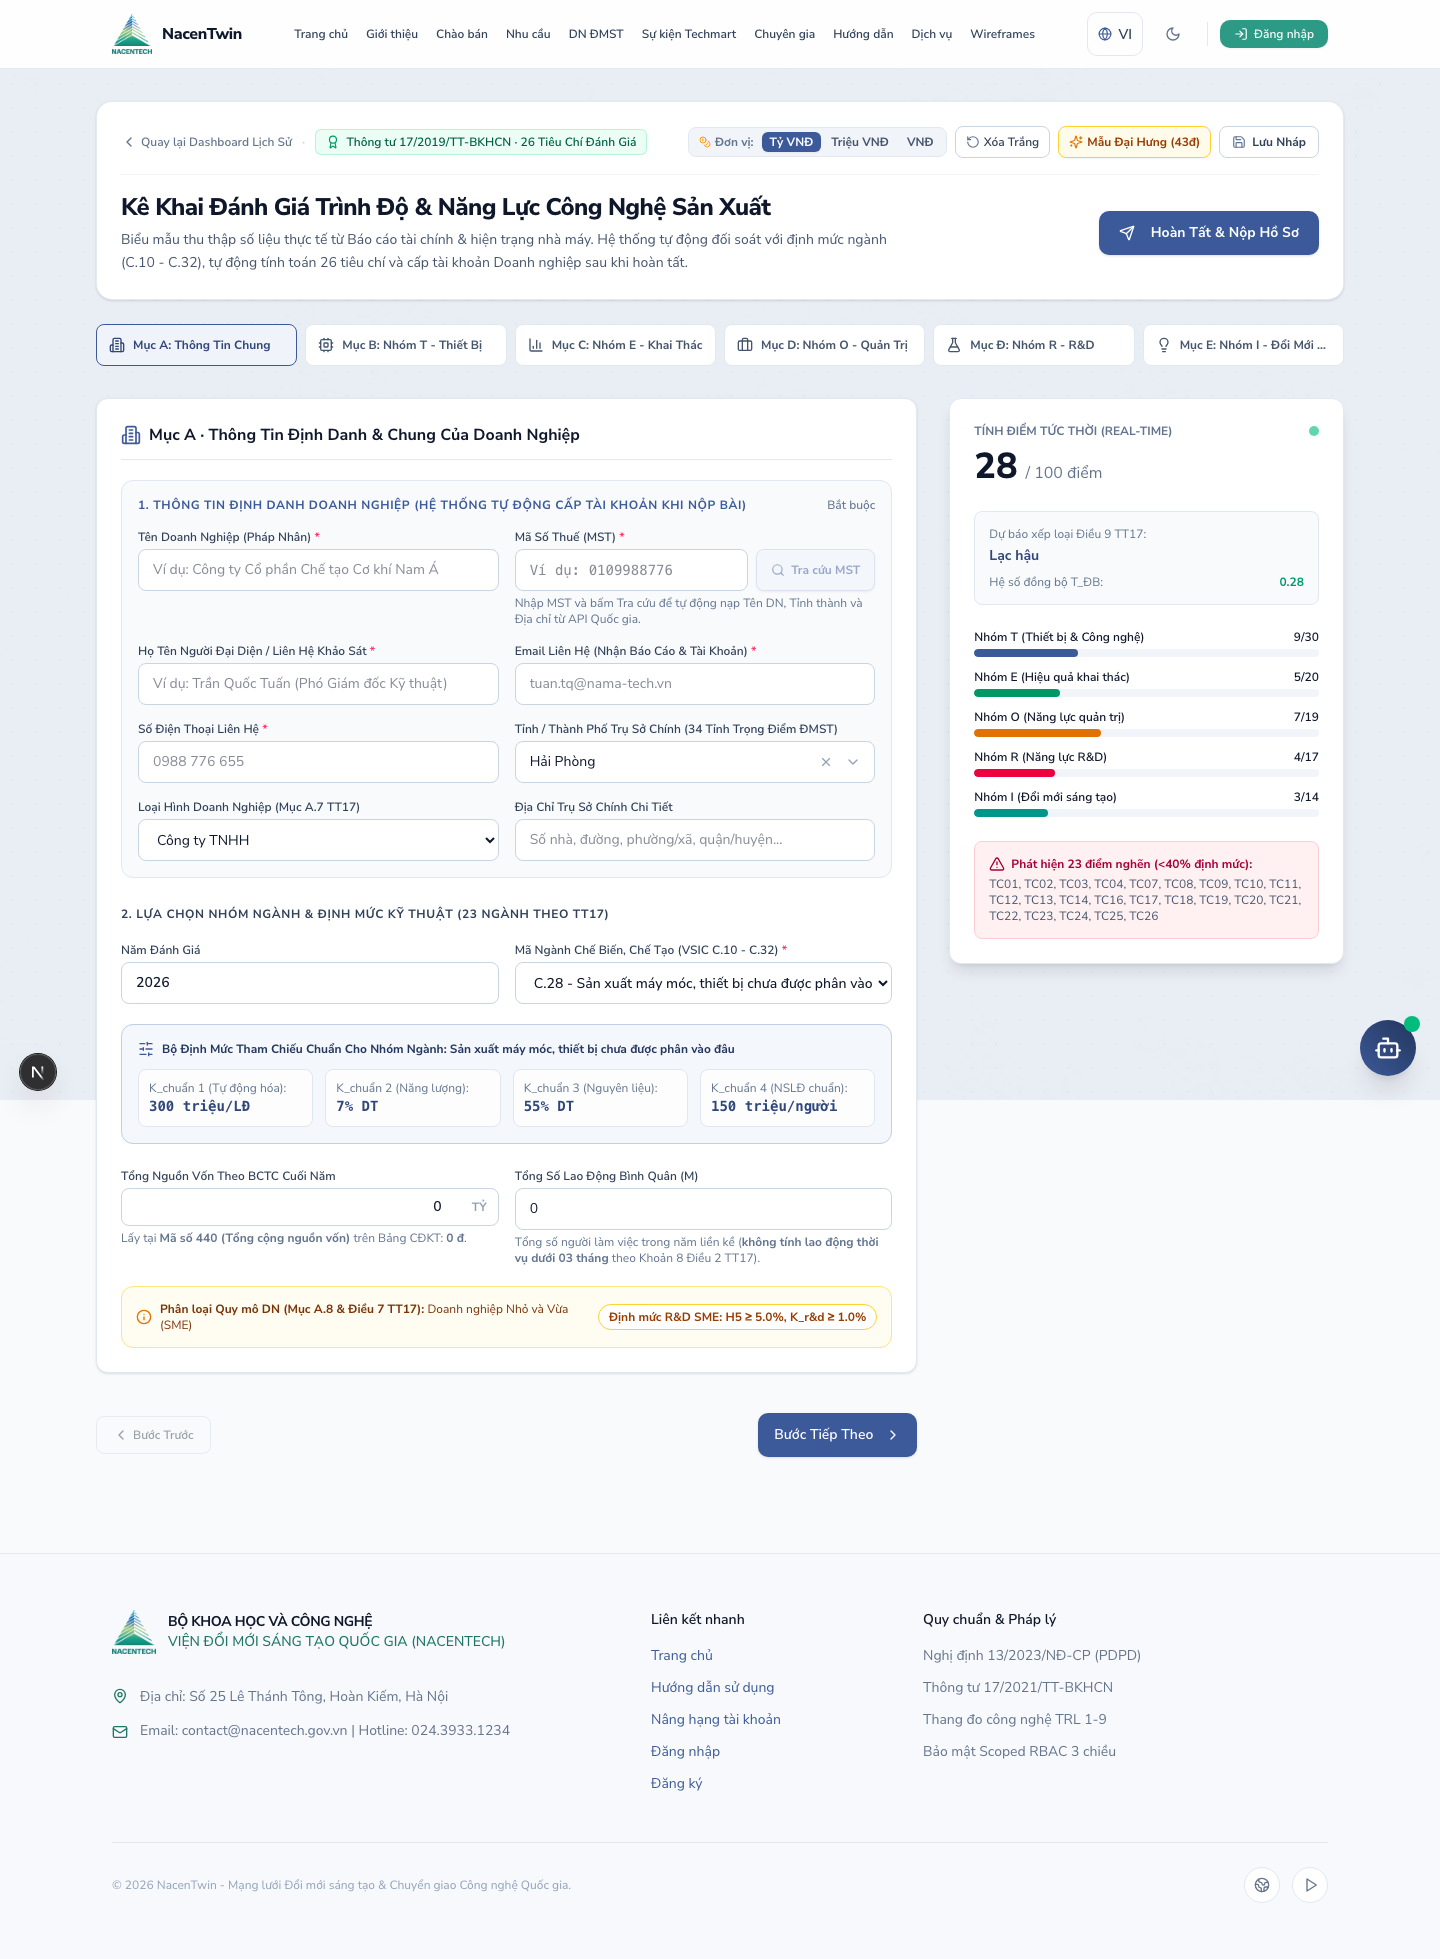 NACENTECH
NacenTwin
Trang chủ
Giới thiệu
Chào bán
Nhu cầu
DN ĐMST
Sự kiện Techmart
Chuyên gia
Hướng dẫn
Dịch vụ
Wireframes
VI
Đăng nhập
Quay lại Dashboard Lịch Sử
·
Thông tư 17/2019/TT-BKHCN · 26 Tiêu Chí Đánh Giá
Đơn vị:
Tỷ VNĐ
Triệu VNĐ
VNĐ
Xóa Trắng
Mẫu Đại Hưng (43đ)
Lưu Nháp
Kê Khai Đánh Giá Trình Độ & Năng Lực Công Nghệ Sản Xuất
Biểu mẫu thu thập số liệu thực tế từ Báo cáo tài chính & hiện trạng nhà máy. Hệ thống tự động đối soát với định mức ngành
(C.10 - C.32), tự động tính toán 26 tiêu chí và cấp tài khoản Doanh nghiệp sau khi hoàn tất.
Hoàn Tất & Nộp Hồ Sơ
Mục A: Thông Tin Chung
Mục B: Nhóm T - Thiết Bị
Mục C: Nhóm E - Khai Thác
Mục D: Nhóm O - Quản Trị
Mục Đ: Nhóm R - R&D
Mục E: Nhóm I - Đổi Mới ...
Mục A · Thông Tin Định Danh & Chung Của Doanh Nghiệp
1. THÔNG TIN ĐỊNH DANH DOANH NGHIỆP (HỆ THỐNG TỰ ĐỘNG CẤP TÀI KHOẢN KHI NỘP BÀI)
Bắt buộc
Tên Doanh Nghiệp (Pháp Nhân) *
Ví dụ: Công ty Cổ phần Chế tạo Cơ khí Nam Á
Mã Số Thuế (MST) *
Ví dụ: 0109988776
Tra cứu MST
Nhập MST và bấm Tra cứu để tự động nạp Tên DN, Tỉnh thành và
Địa chỉ từ API Quốc gia.
Họ Tên Người Đại Diện / Liên Hệ Khảo Sát *
Ví dụ: Trần Quốc Tuấn (Phó Giám đốc Kỹ thuật)
Email Liên Hệ (Nhận Báo Cáo & Tài Khoản) *
tuan.tq@nama-tech.vn
Số Điện Thoại Liên Hệ *
0988 776 655
Tỉnh / Thành Phố Trụ Sở Chính (34 Tỉnh Trọng Điểm ĐMST)
Hải Phòng
Loại Hình Doanh Nghiệp (Mục A.7 TT17)
Công ty TNHH
Địa Chỉ Trụ Sở Chính Chi Tiết
Số nhà, đường, phường/xã, quận/huyện...
2. LỰA CHỌN NHÓM NGÀNH & ĐỊNH MỨC KỸ THUẬT (23 NGÀNH THEO TT17)
Năm Đánh Giá
2026
Mã Ngành Chế Biến, Chế Tạo (VSIC C.10 - C.32) *
C.28 - Sản xuất máy móc, thiết bị chưa được phân vào
Bộ Định Mức Tham Chiếu Chuẩn Cho Nhóm Ngành: Sản xuất máy móc, thiết bị chưa được phân vào đâu
K_chuẩn 1 (Tự động hóa):
300 triệu/LĐ
K_chuẩn 2 (Năng lượng):
7% DT
K_chuẩn 3 (Nguyên liệu):
55% DT
K_chuẩn 4 (NSLĐ chuẩn):
150 triệu/người
Tổng Nguồn Vốn Theo BCTC Cuối Năm
0
TỶ
Lấy tại Mã số 440 (Tổng cộng nguồn vốn) trên Bảng CĐKT: 0 đ.
Tổng Số Lao Động Bình Quân (M)
0
Tổng số người làm việc trong năm liền kề (không tính lao động thời
vụ dưới 03 tháng theo Khoản 8 Điều 2 TT17).
Phân loại Quy mô DN (Mục A.8 & Điều 7 TT17): Doanh nghiệp Nhỏ và Vừa
(SME)
Định mức R&D SME: H5 ≥ 5.0%, K_r&d ≥ 1.0%
Bước Trước
Bước Tiếp Theo
TÍNH ĐIỂM TỨC THỜI (REAL-TIME)
28 / 100 điểm
Dự báo xếp loại Điều 9 TT17:
Lạc hậu
Hệ số đồng bộ T_ĐB:
0.28
Nhóm T (Thiết bị & Công nghệ)
9/30
Nhóm E (Hiệu quả khai thác)
5/20
Nhóm O (Năng lực quản trị)
7/19
Nhóm R (Năng lực R&D)
4/17
Nhóm I (Đổi mới sáng tạo)
3/14
Phát hiện 23 điểm nghẽn (<40% định mức):
TC01, TC02, TC03, TC04, TC07, TC08, TC09, TC10, TC11,
TC12, TC13, TC14, TC16, TC17, TC18, TC19, TC20, TC21,
TC22, TC23, TC24, TC25, TC26
N
NACENTECH
BỘ KHOA HỌC VÀ CÔNG NGHỆ
VIỆN ĐỔI MỚI SÁNG TẠO QUỐC GIA (NACENTECH)
Địa chỉ: Số 25 Lê Thánh Tông, Hoàn Kiếm, Hà Nội
Email: contact@nacentech.gov.vn | Hotline: 024.3933.1234
Liên kết nhanh
Trang chủ
Hướng dẫn sử dụng
Nâng hạng tài khoản
Đăng nhập
Đăng ký
Quy chuẩn & Pháp lý
Nghị định 13/2023/NĐ-CP (PDPD)
Thông tư 17/2021/TT-BKHCN
Thang đo công nghệ TRL 1-9
Bảo mật Scoped RBAC 3 chiều
© 2026 NacenTwin - Mạng lưới Đổi mới sáng tạo & Chuyển giao Công nghệ Quốc gia.